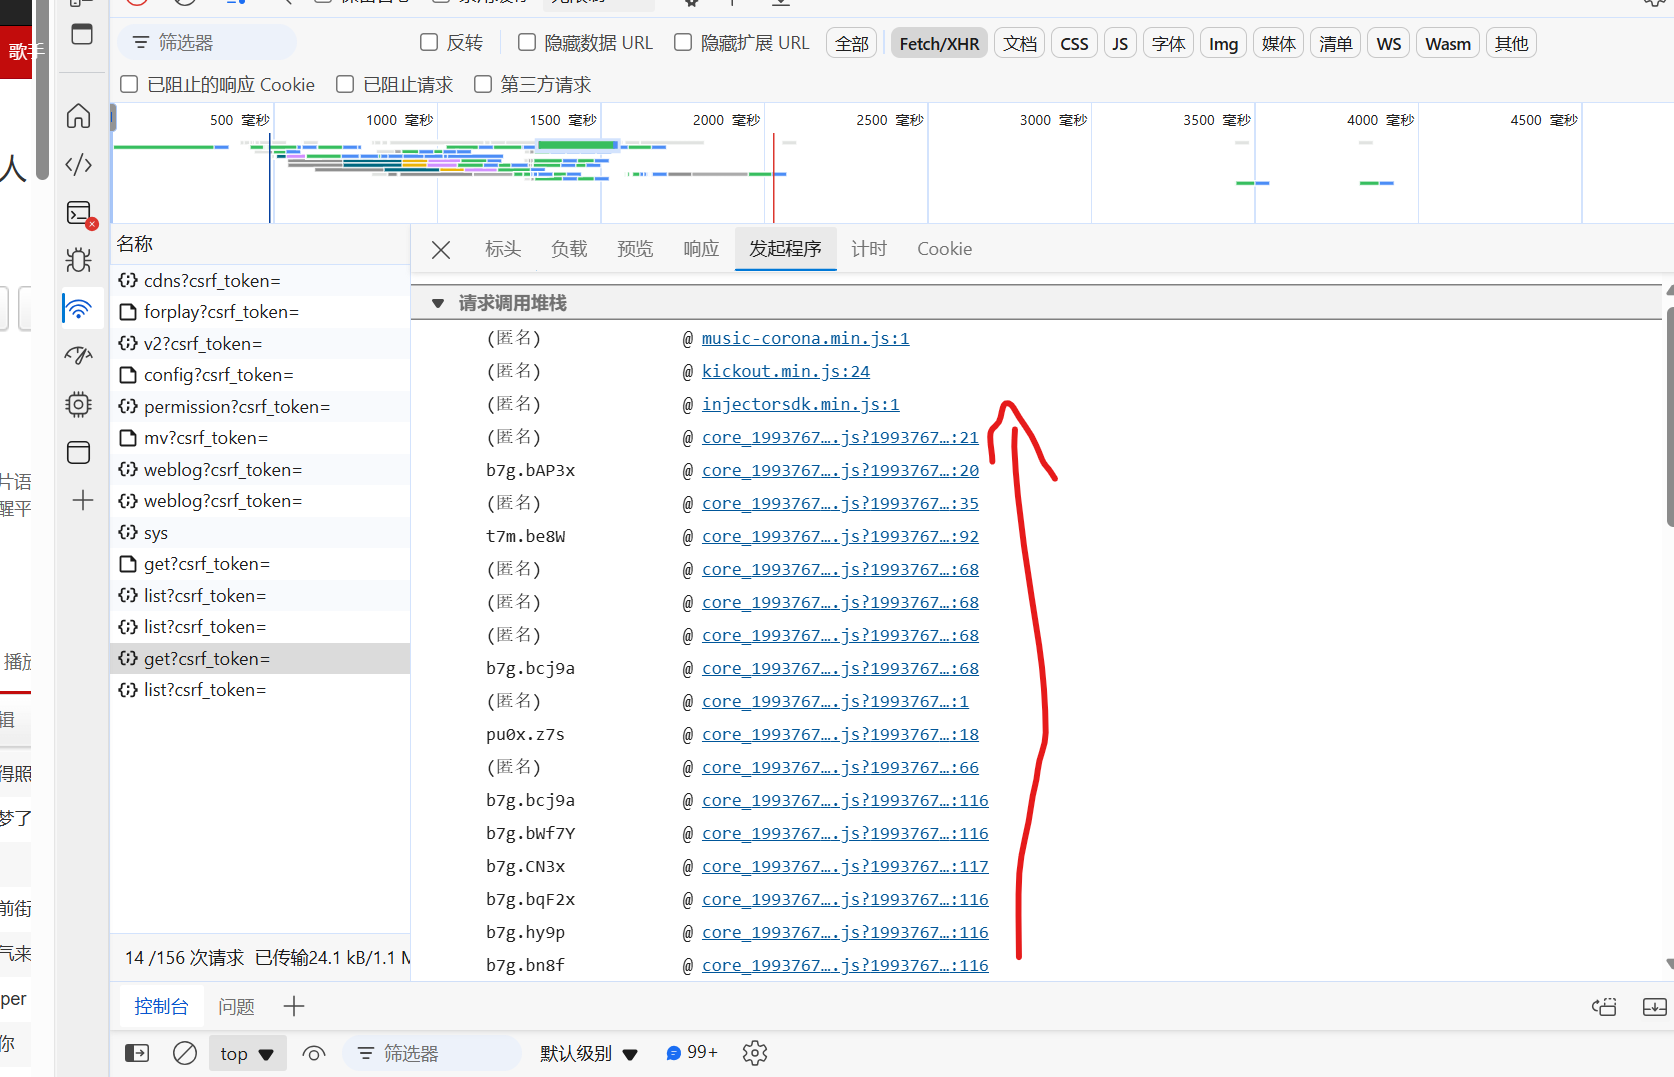 歌手
筛选器
反转
隐藏数据 URL
隐藏扩展 URL
全部
Fetch/XHR
文档
CSS
JS
字体
Img
媒体
清单
WS
Wasm
其他
已阻止的响应 Cookie
已阻止请求
第三方请求
500 毫秒
1000 毫秒
1500 毫秒
2000 毫秒
2500 毫秒
3000 毫秒
3500 毫秒
4000 毫秒
4500 毫秒
人
片语
醒平
播放
辑
得照
梦了
前街
气来
per
你
名称
cdns?csrf_token=
forplay?csrf_token=
v2?csrf_token=
config?csrf_token=
permission?csrf_token=
mv?csrf_token=
weblog?csrf_token=
weblog?csrf_token=
sys
get?csrf_token=
list?csrf_token=
list?csrf_token=
get?csrf_token=
list?csrf_token=
14 /156 次请求 已传输24.1 kB/1.1 M
标头
负载
预览
响应
发起程序
计时
Cookie
请求调用堆栈
(匿名) @ music-corona.min.js:1
(匿名) @ kickout.min.js:24
(匿名) @ injectorsdk.min.js:1
(匿名) @ core_1993767….js?1993767…:21
b7g.bAP3x @ core_1993767….js?1993767…:20
(匿名) @ core_1993767….js?1993767…:35
t7m.be8W @ core_1993767….js?1993767…:92
(匿名) @ core_1993767….js?1993767…:68
(匿名) @ core_1993767….js?1993767…:68
(匿名) @ core_1993767….js?1993767…:68
b7g.bcj9a @ core_1993767….js?1993767…:68
(匿名) @ core_1993767….js?1993767…:1
pu0x.z7s @ core_1993767….js?1993767…:18
(匿名) @ core_1993767….js?1993767…:66
b7g.bcj9a @ core_1993767….js?1993767…:116
b7g.bWf7Y @ core_1993767….js?1993767…:116
b7g.CN3x @ core_1993767….js?1993767…:117
b7g.bqF2x @ core_1993767….js?1993767…:116
b7g.hy9p @ core_1993767….js?1993767…:116
b7g.bn8f @ core_1993767….js?1993767…:116
控制台
问题
top
筛选器
默认级别
99+